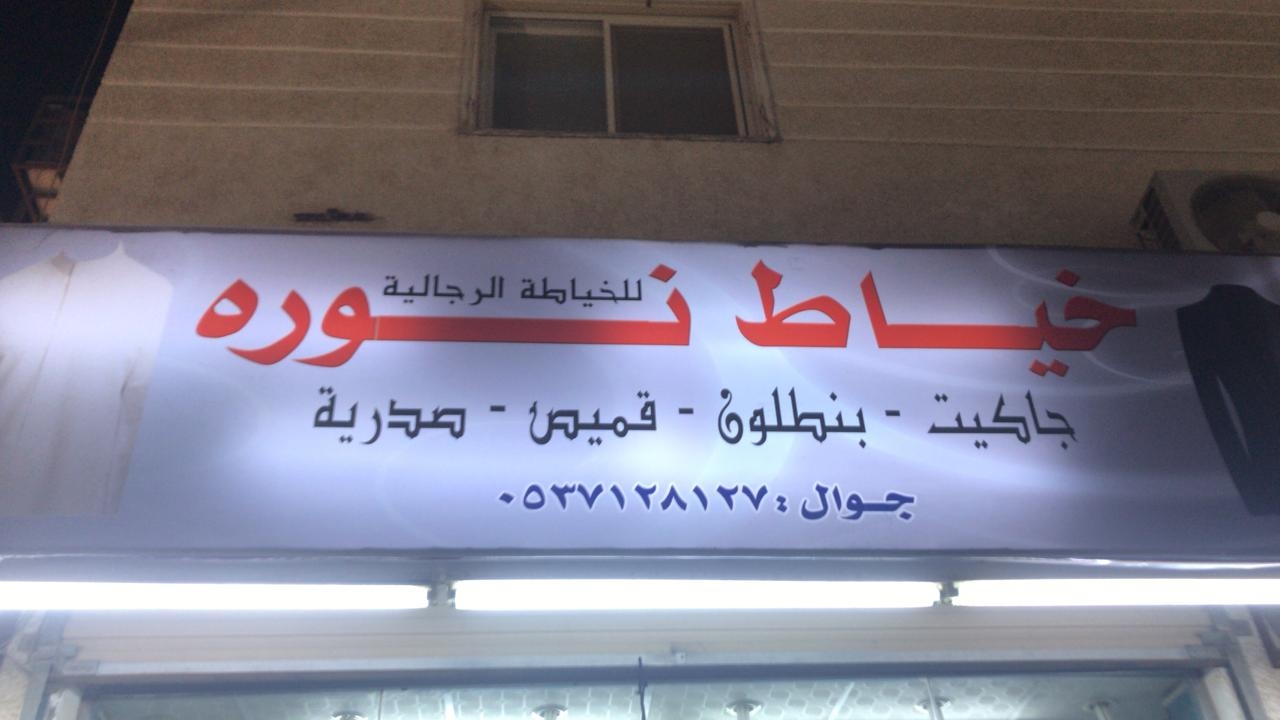 خياط نوره
للخياطة الرجالية
جاكيت - بنطلون - قميص - صدرية
جوال : ٠٥٣٧١٢٨١٢٧